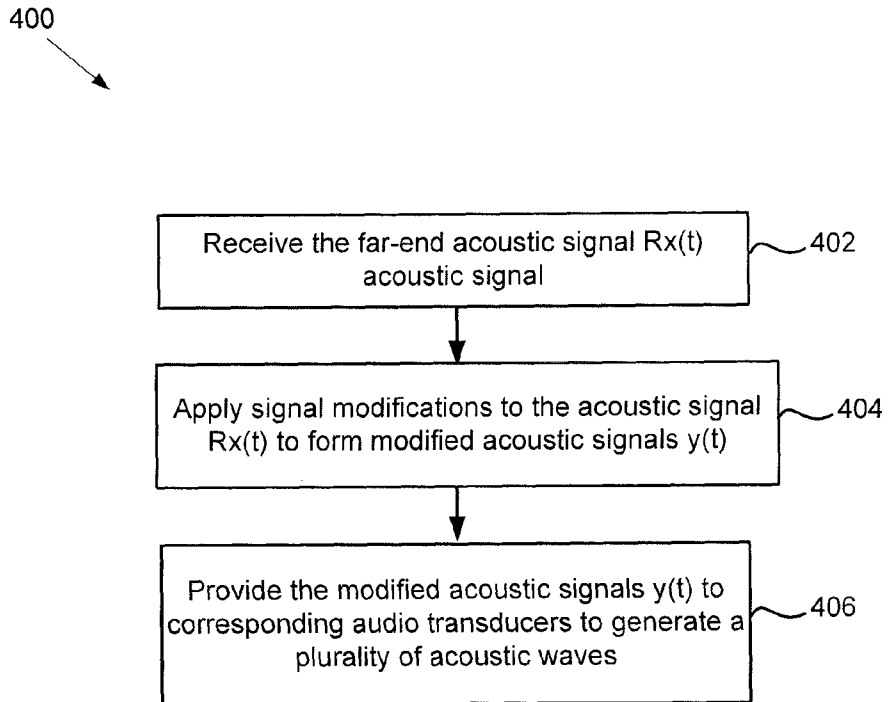 400
Receive the far-end acoustic signal Rx(t)
acoustic signal
402
Apply signal modifications to the acoustic signal
Rx(t) to form modified acoustic signals y(t)
404
Provide the modified acoustic signals y(t) to
corresponding audio transducers to generate a
plurality of acoustic waves
406